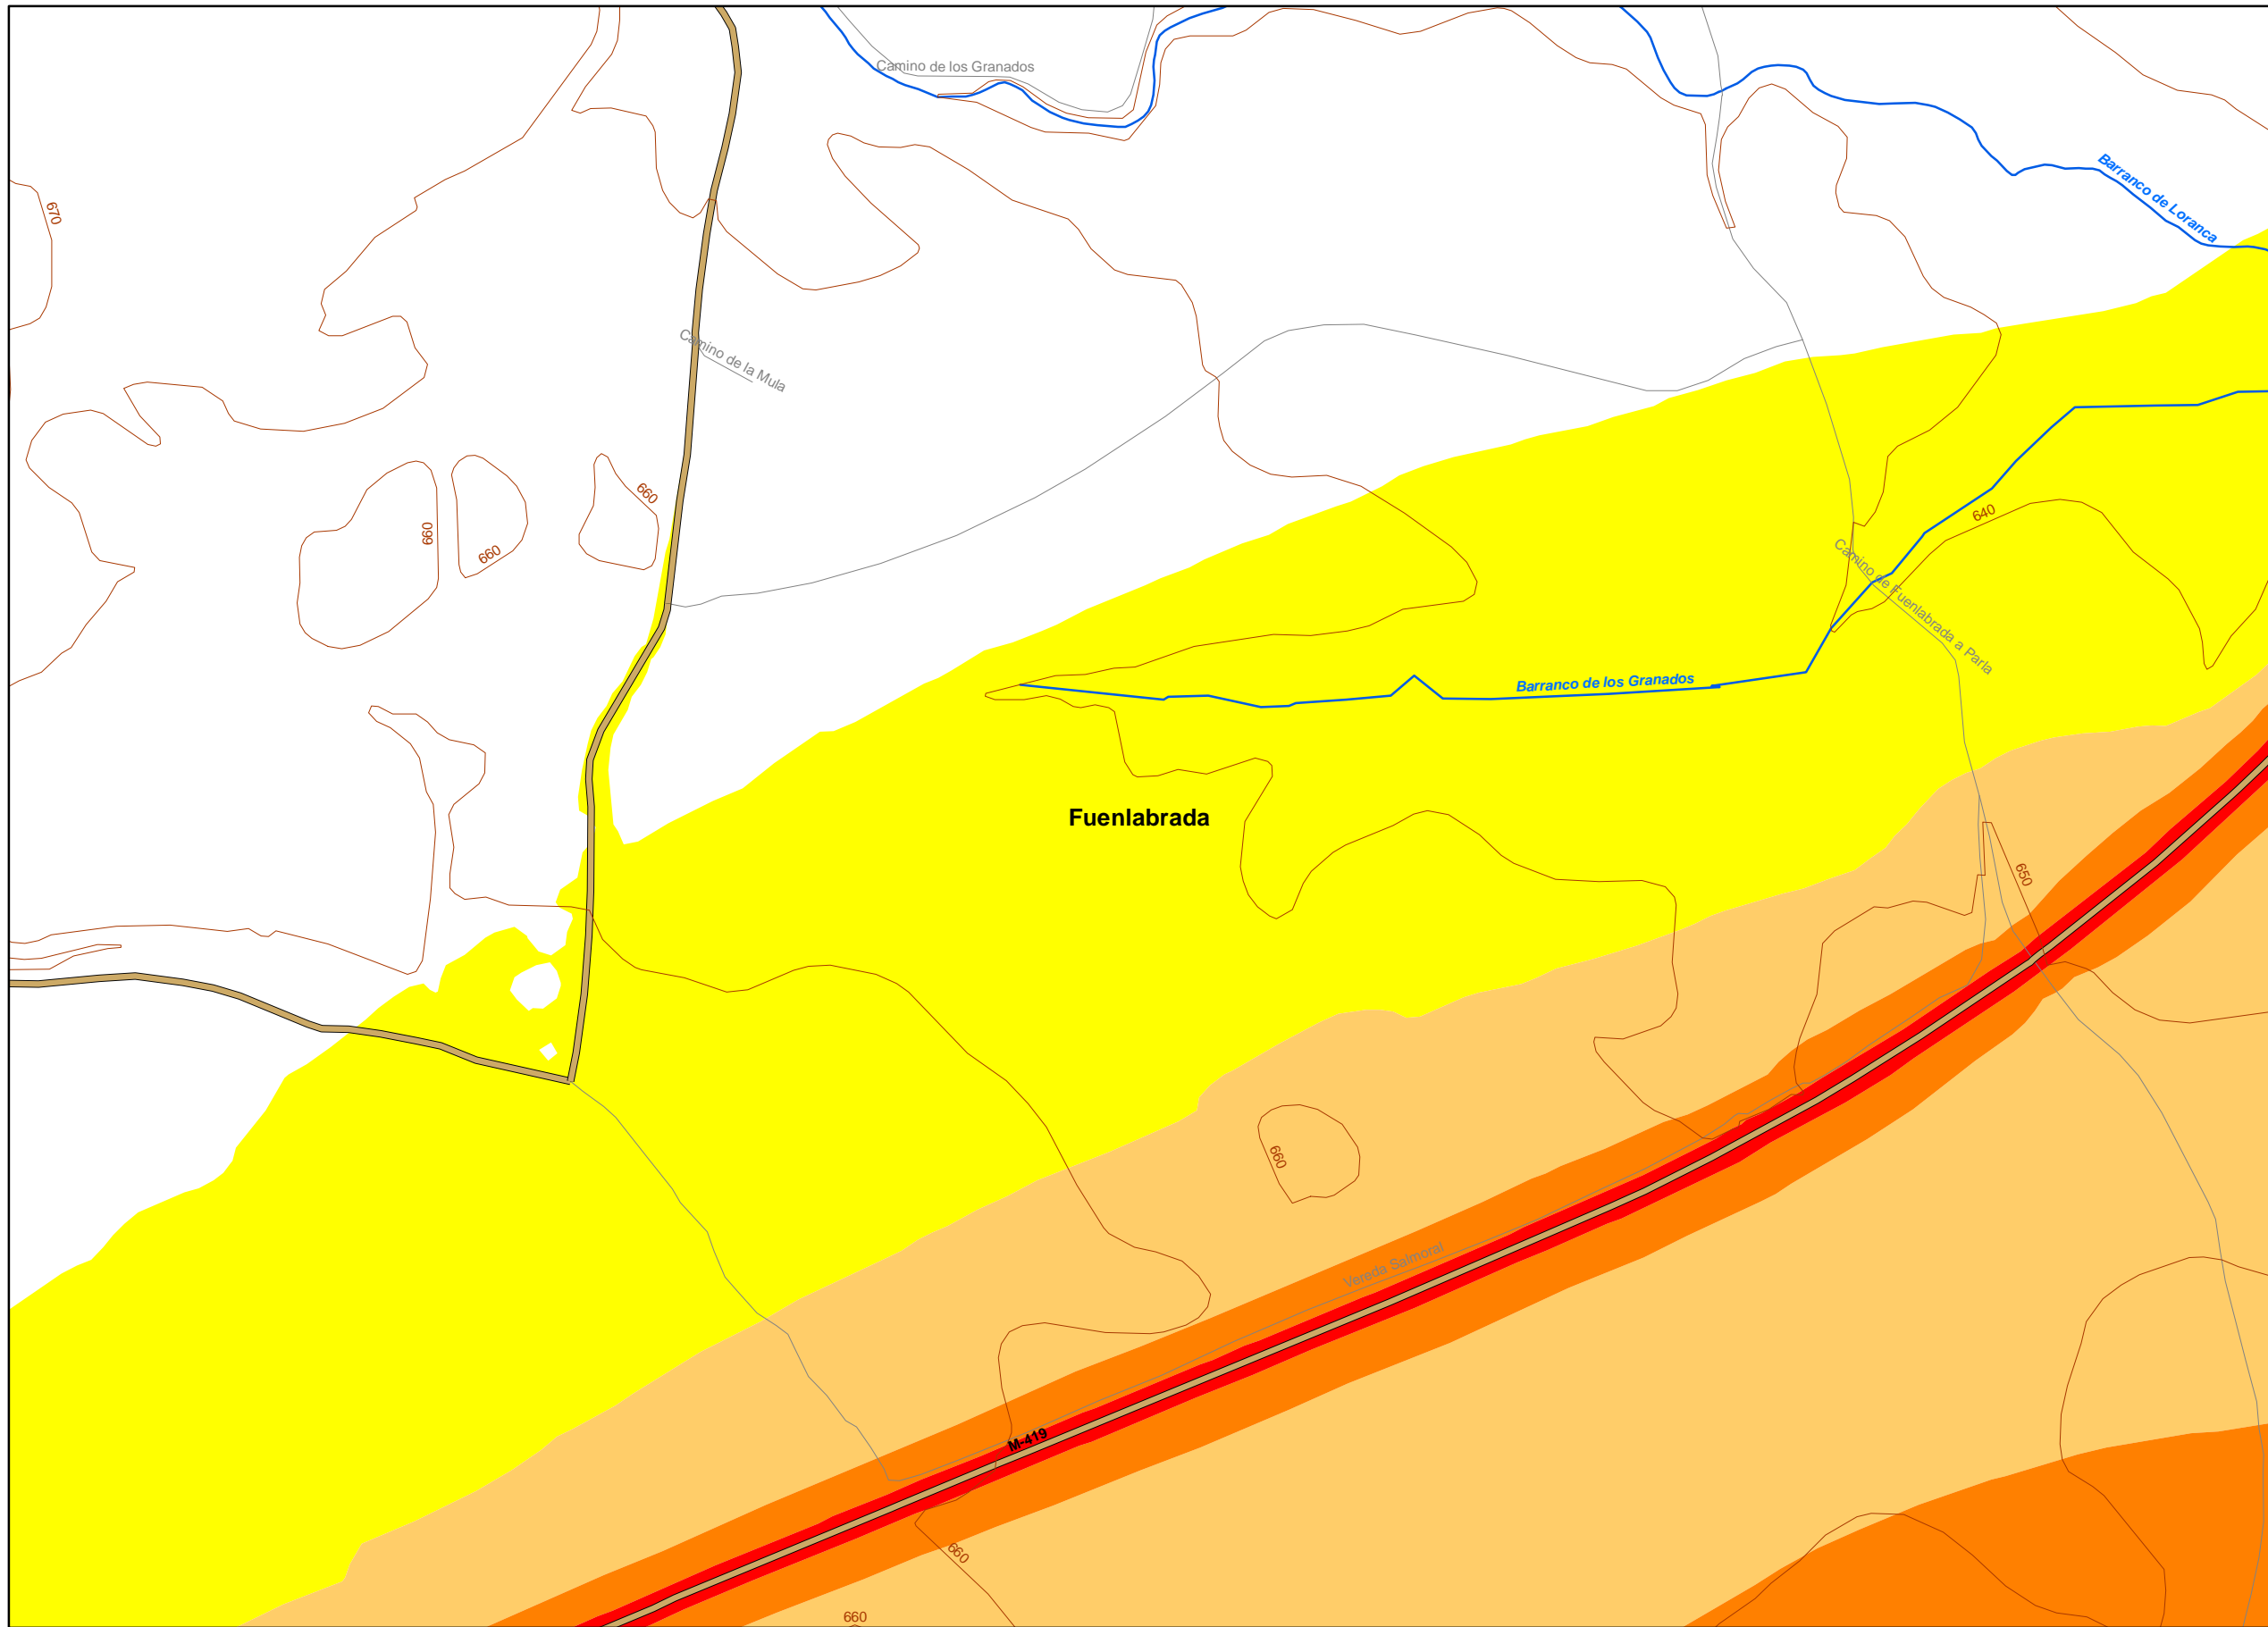 Camino de los Granados
Barranco de Loranca
670
Camino de la Mula
660
660
660
640
Camino de Fuenlabrada a Parla
Barranco de los Granados
Fuenlabrada
650
660
Vereda Salmoral
M-419
660
660